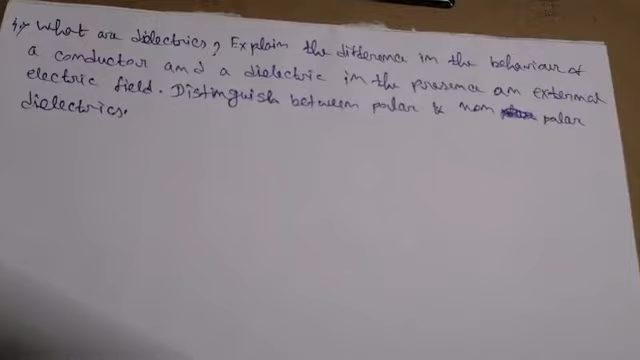 4. What are dielectrics? Explain the difference in the behaviour of
a conductor and a dielectric in the presence an external
electric field. Distinguish between polar & non polar
dielectrics.